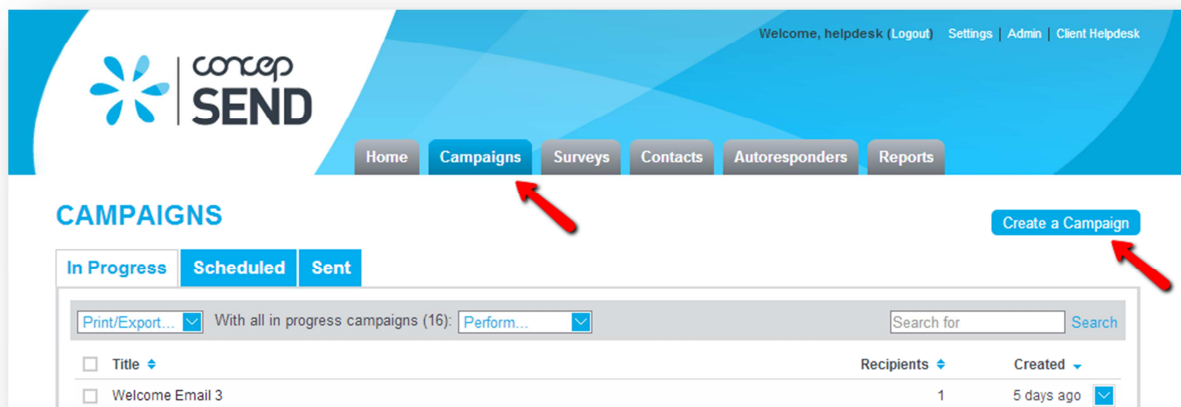 Welcome, helpdesk (Logout) Settings | Admin | Client Helpdesk
concep
SEND
Home Campaigns Surveys Contacts Autoresponders Reports
CAMPAIGNS
Create a Campaign
In Progress Scheduled Sent
Print/Export... With all in progress campaigns (16): Perform... Search for Search
Title Recipients Created
Welcome Email 3 1 5 days ago